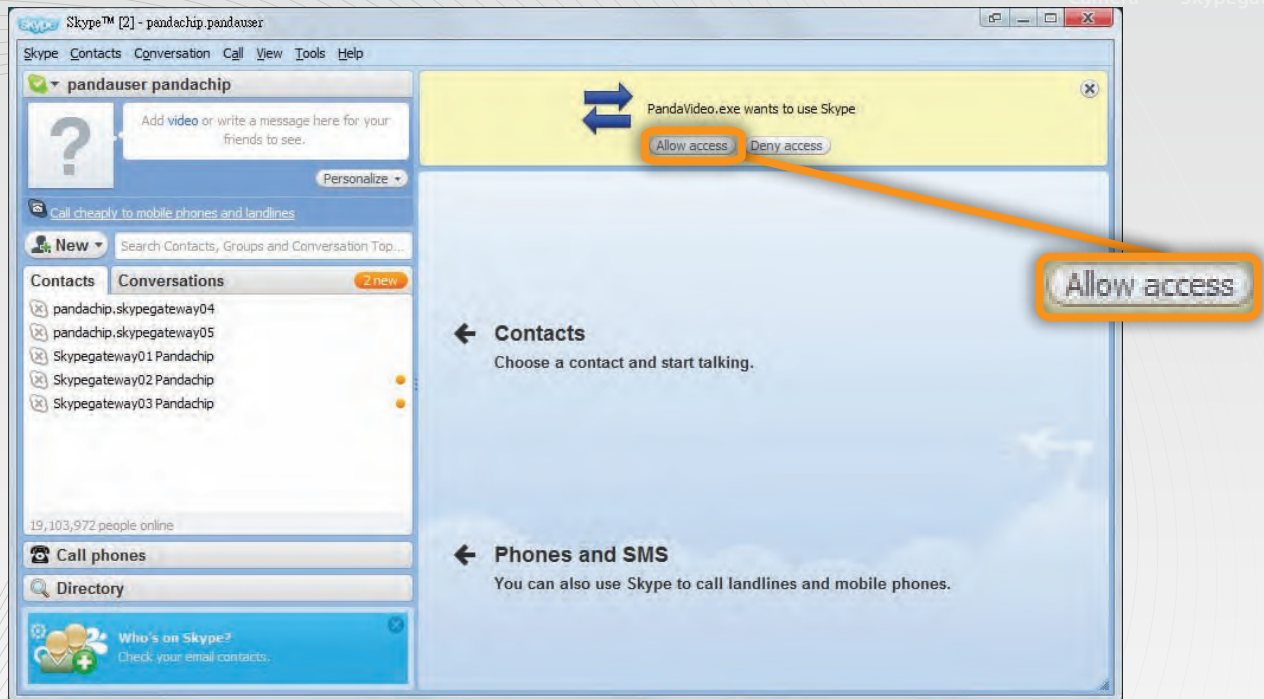 Skype™ [2] - pandachip.pandauser
Skype Contacts Conversation Call View Tools Help
pandauser pandachip
Add video or write a message here for your
friends to see.
Personalize
Call cheaply to mobile phones and landlines
New
Search Contacts, Groups and Conversation Top...
Contacts Conversations 2 new
pandachip.skypegateway04
pandachip.skypegateway05
Skypegateway01 Pandachip
Skypegateway02 Pandachip
Skypegateway03 Pandachip
19,103,972 people online
Call phones
Directory
Who's on Skype?
Check your email contacts.
PandaVideo.exe wants to use Skype
Allow access Deny access
Allow access
Contacts
Choose a contact and start talking.
Phones and SMS
You can also use Skype to call landlines and mobile phones.